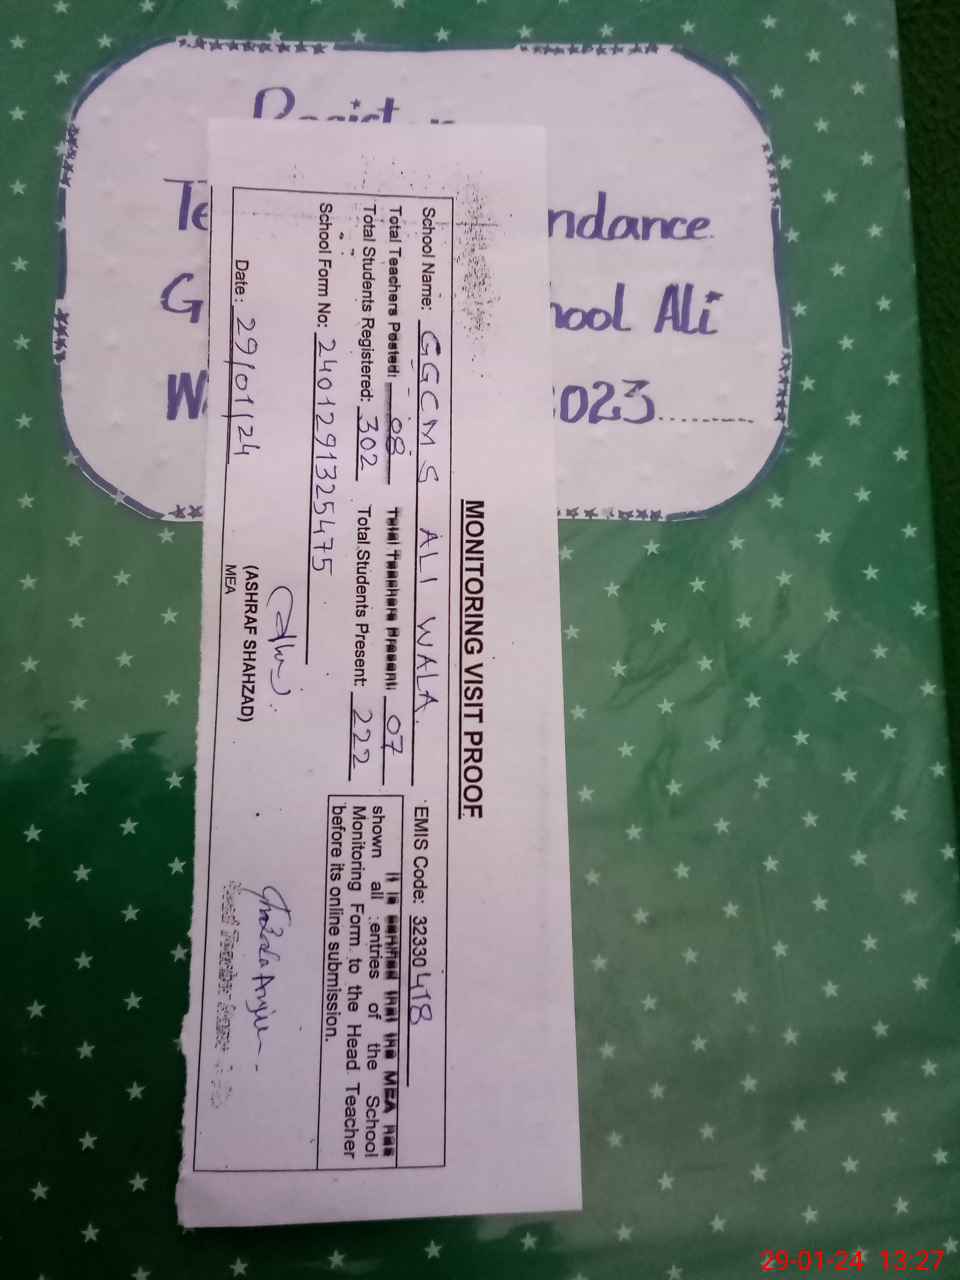 ndance
G hool Ali
W 2023
MONITORING VISIT PROOF
School Name: GGCMS ALI WALA. EMIS Code: 32330418
Total Teachers Posted: 08 Total Teachers Present: 07
Total Students Registered: 302 Total Students Present: 222
School Form No: 2401291325475
It is certified that the MEA has
shown all entries of the School
Monitoring Form to the Head Teacher
before its online submission.
Date: 29/01/24
(ASHRAF SHAHZAD)
MEA
29-01-24 13:27